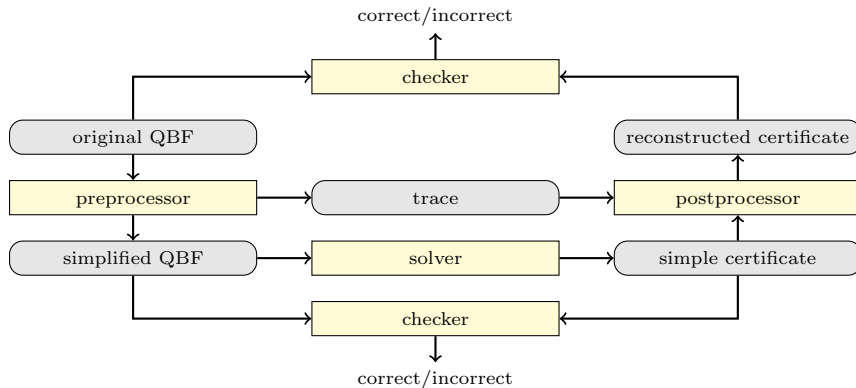 correct/incorrect
checker
original QBF
reconstructed certificate
preprocessor
trace
postprocessor
simplified QBF
solver
simple certificate
checker
correct/incorrect